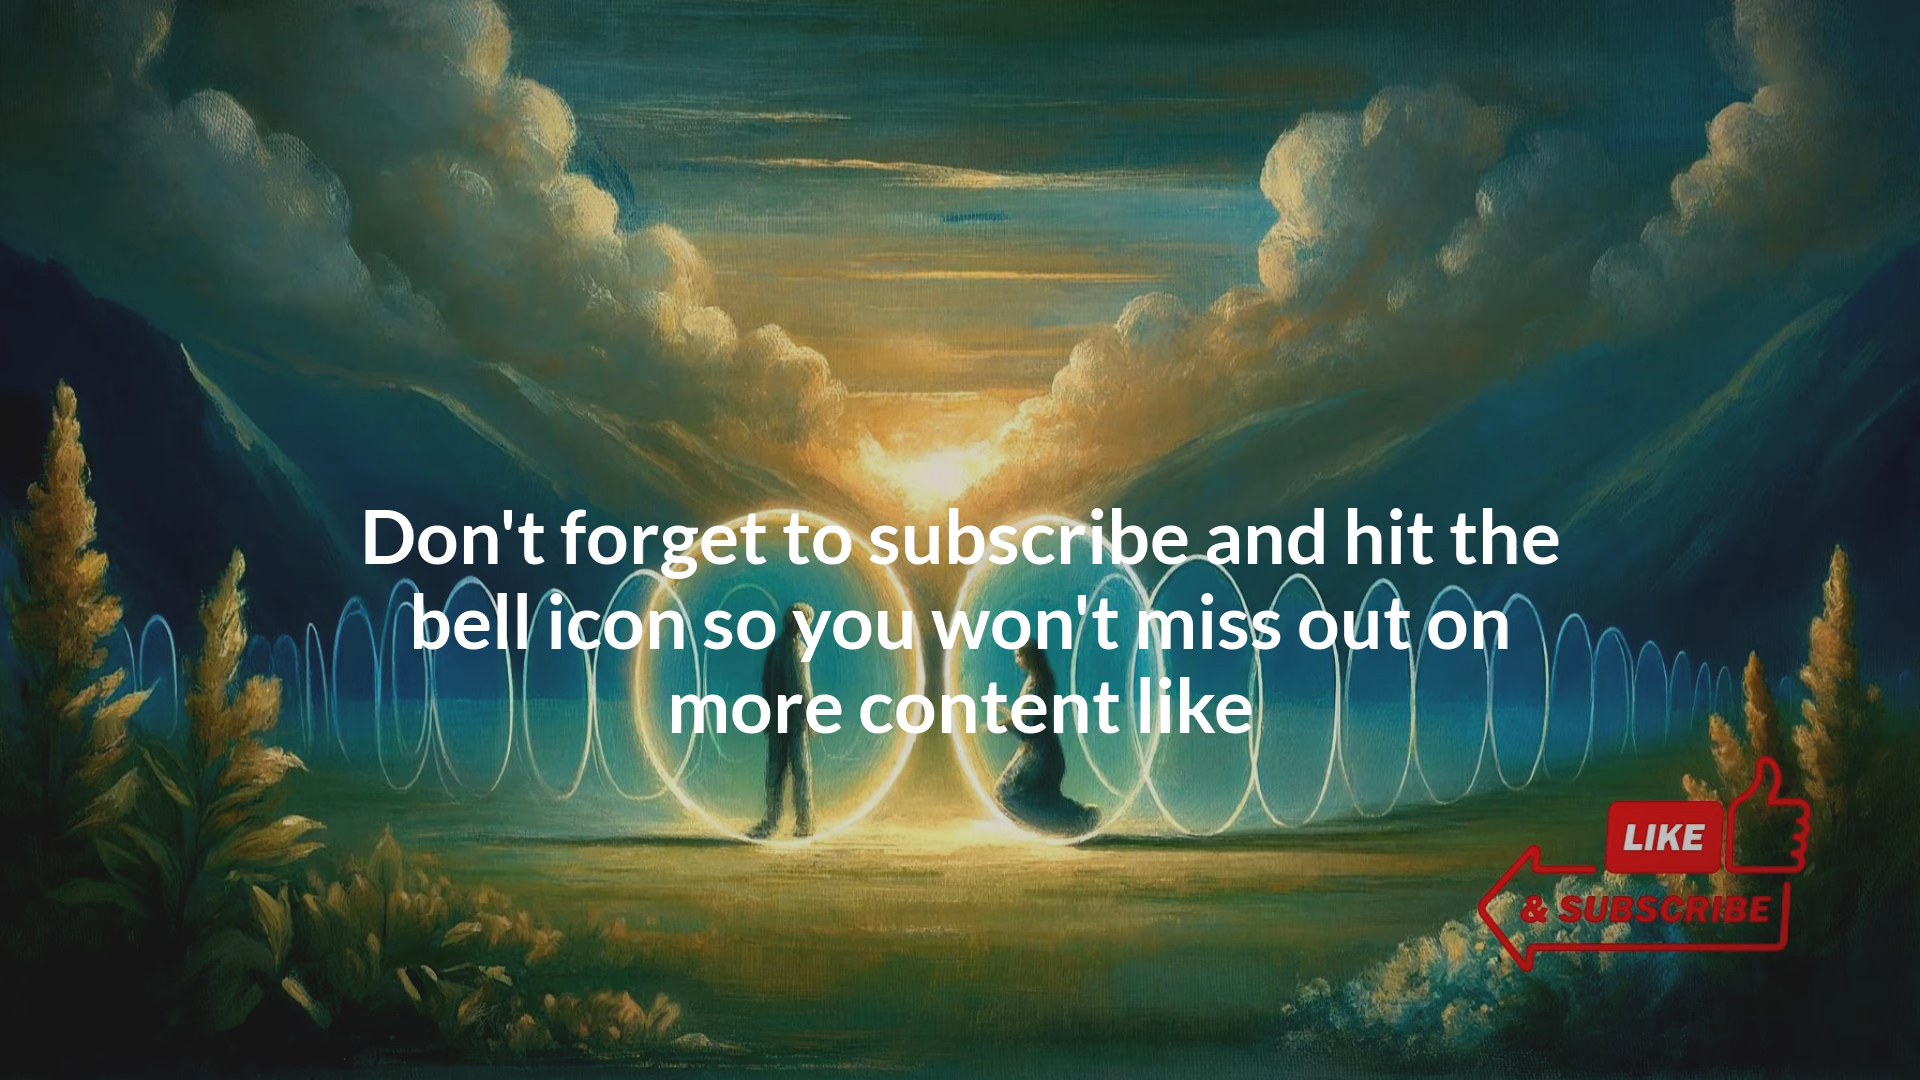 Don't forget to subscribe and hit the
bell icon so you won't miss out on
more content like
LIKE
& SUBSCRIBE